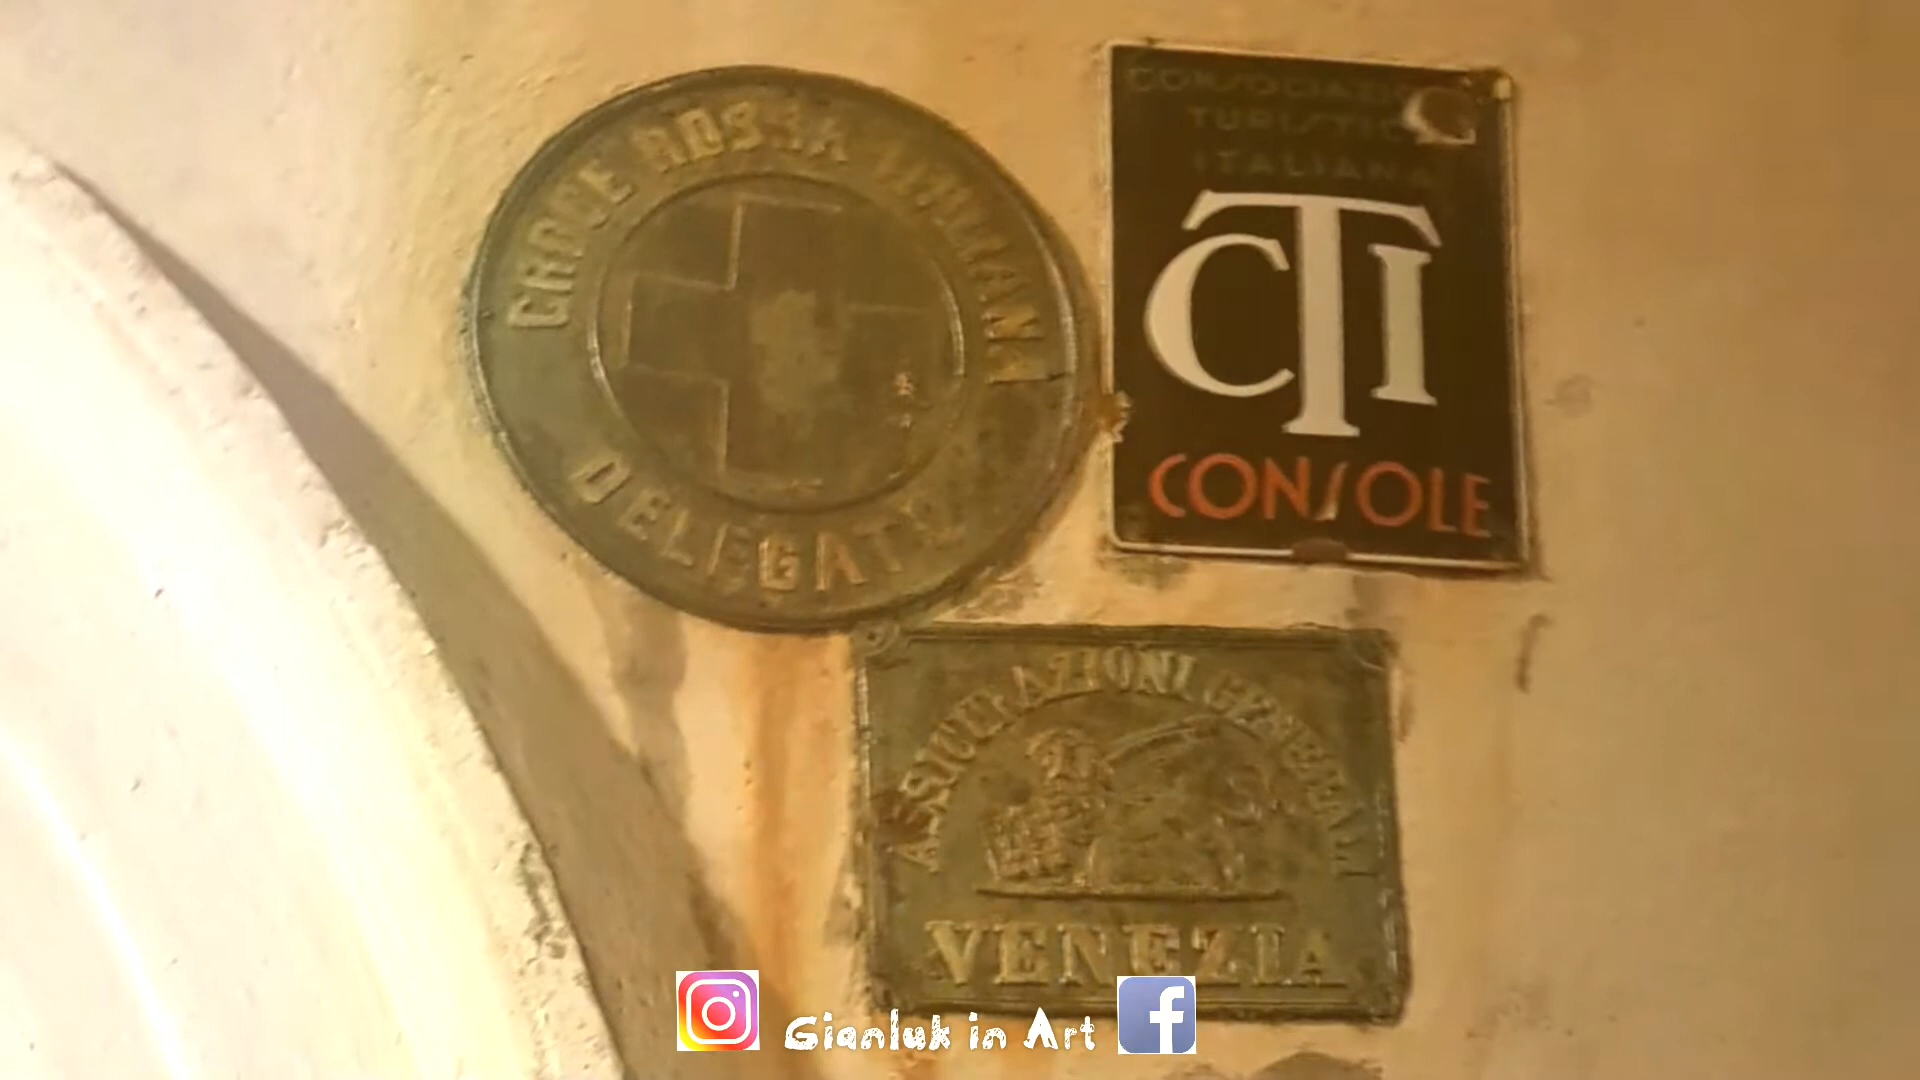 CROCE ROSSA ITALIANA
DELEGATO
CONSOCIAZIONE
TURISTICA
ITALIANA
CTI
CONSOLE
ASSICURAZIONI GENERALI
VENEZIA
Gianluk in Art